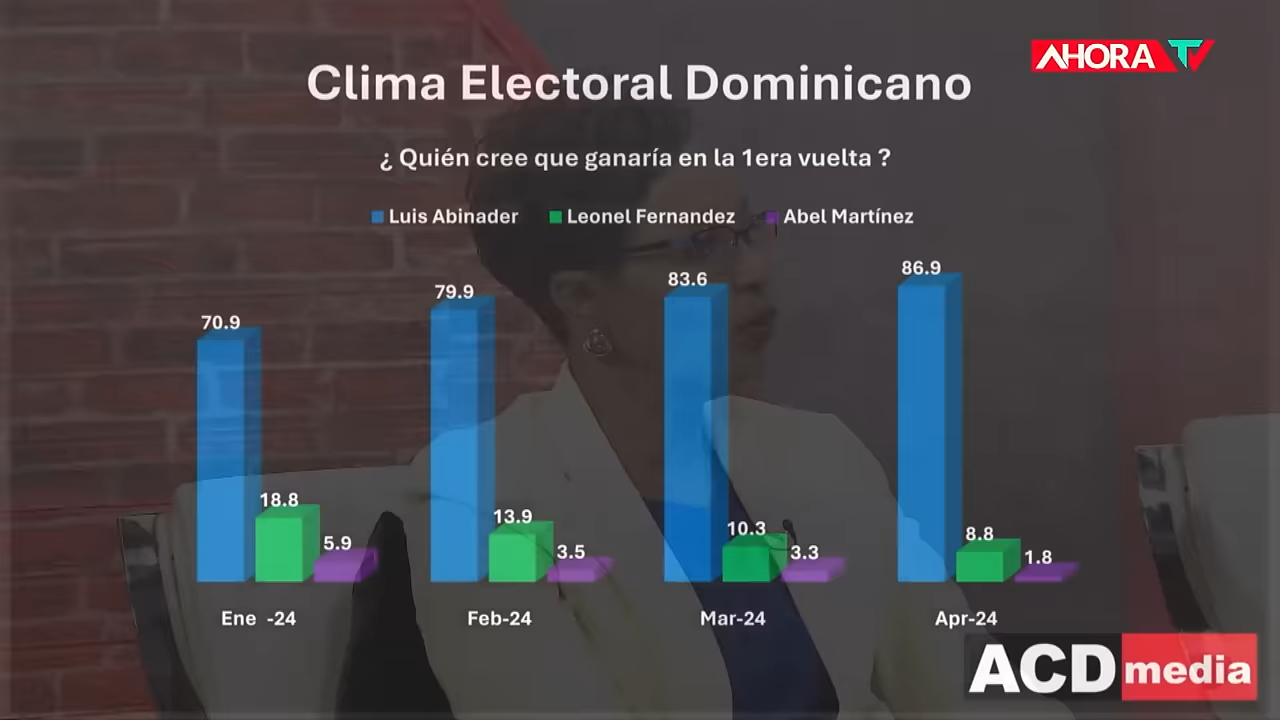 AHORA TV
Clima Electoral Dominicano
¿ Quién cree que ganaría en la 1era vuelta ?
Luis Abinader Leonel Fernandez Abel Martínez
70.9 79.9 83.6 86.9
18.8 13.9 10.3 8.8
5.9 3.5 3.3 1.8
Ene -24 Feb-24 Mar-24 Apr-24
ACD media